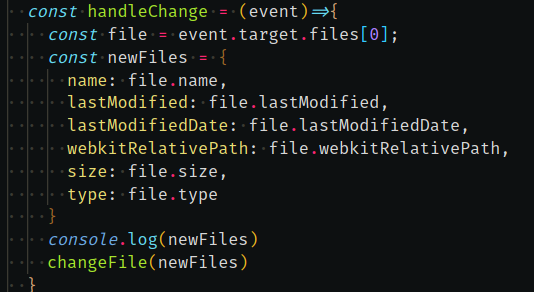 const handleChange = (event)=>{
const file = event.target.files[0];
const newFiles = {
name: file.name,
lastModified: file.lastModified,
lastModifiedDate: file.lastModifiedDate,
webkitRelativePath: file.webkitRelativePath,
size: file.size,
type: file.type
}
console.log(newFiles)
changeFile(newFiles)
}